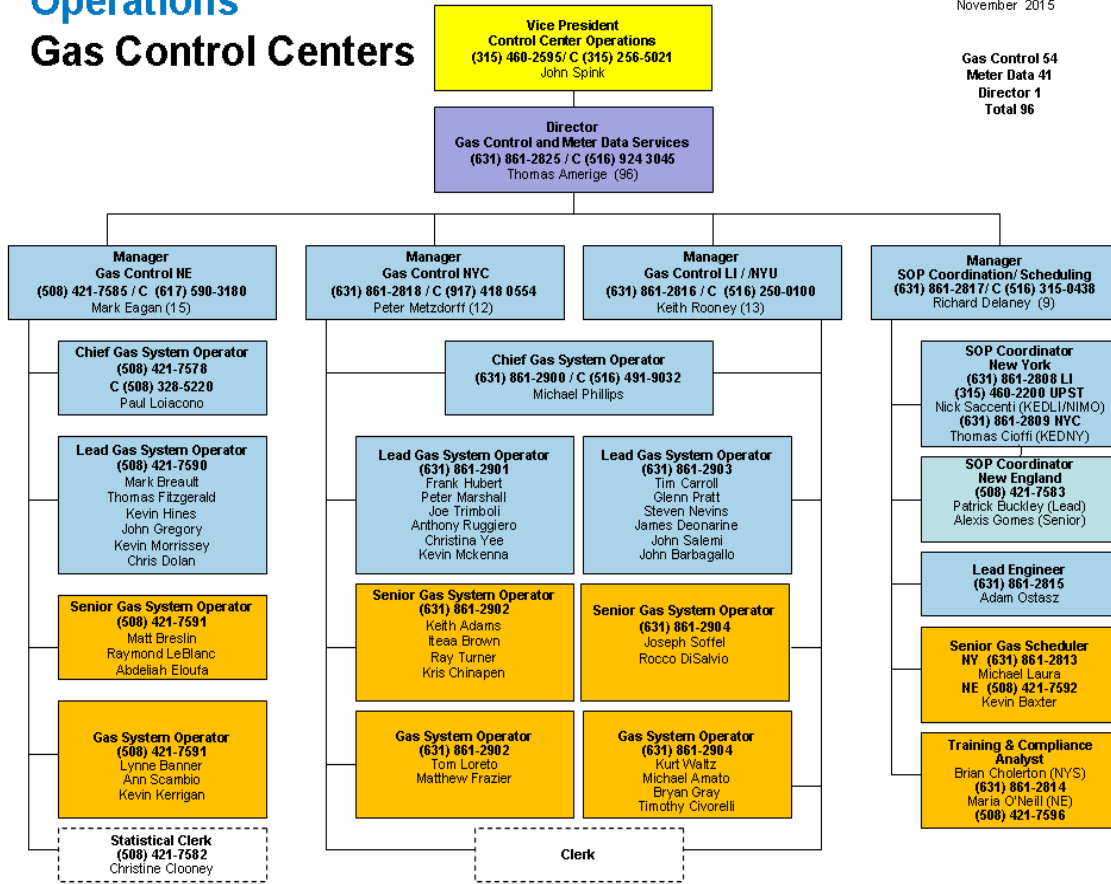 Operations
Gas Control Centers
November 2015
Gas Control 54
Meter Data 41
Director 1
Total 96
Vice President
Control Center Operations
(315) 460-2595/ C (315) 256-5021
John Spink
Director
Gas Control and Meter Data Services
(631) 861-2825 / C (516) 924 3045
Thomas Amerige (96)
Manager
Gas Control NE
(508) 421-7585 / C (617) 590-3180
Mark Eagan (15)
Manager
Gas Control NYC
(631) 861-2818 / C (917) 418 0554
Peter Metzdorff (12)
Manager
Gas Control LI / /NYU
(631) 861-2816 / C (516) 250-0100
Keith Rooney (13)
Manager
SOP Coordination/ Scheduling
(631) 861-2817/ C (516) 315-0438
Richard Delaney (9)
Chief Gas System Operator
(508) 421-7578
C (508) 328-5220
Paul Loiacono
Chief Gas System Operator
(631) 861-2900 / C (516) 491-9032
Michael Phillips
SOP Coordinator
New York
(631) 861-2808 LI
(315) 460-2200 UPST
Nick Saccenti (KEDLI/NIMO)
(631) 861-2809 NYC
Thomas Cioffi (KEDNY)
Lead Gas System Operator
(508) 421-7590
Mark Breault
Thomas Fitzgerald
Kevin Hines
John Gregory
Kevin Morrissey
Chris Dolan
Lead Gas System Operator
(631) 861-2901
Frank Hubert
Peter Marshall
Joe Trimboli
Anthony Ruggiero
Christina Yee
Kevin Mckenna
Lead Gas System Operator
(631) 861-2903
Tim Carroll
Glenn Pratt
Steven Nevins
James Deonarine
John Salemi
John Barbagallo
SOP Coordinator
New England
(508) 421-7583
Patrick Buckley (Lead)
Alexis Gomes (Senior)
Lead Engineer
(631) 861-2815
Adam Ostasz
Senior Gas System Operator
(508) 421-7591
Matt Breslin
Raymond LeBlanc
Abdeliah Eloufa
Senior Gas System Operator
(631) 861-2902
Keith Adams
Iteaa Brown
Ray Turner
Kris Chinapen
Senior Gas System Operator
(631) 861-2904
Joseph Soffel
Rocco DiSalvio
Senior Gas Scheduler
NY (631) 861-2813
Michael Laura
NE (508) 421-7592
Kevin Baxter
Gas System Operator
(508) 421-7591
Lynne Banner
Ann Scambio
Kevin Kerrigan
Gas System Operator
(631) 861-2902
Tom Loreto
Matthew Frazier
Gas System Operator
(631) 861-2904
Kurt Waltz
Michael Amato
Bryan Gray
Timothy Civorelli
Training & Compliance
Analyst
Brian Cholerton (NYS)
(631) 861-2814
Maria O'Neill (NE)
(508) 421-7596
Statistical Clerk
(508) 421-7582
Christine Clooney
Clerk